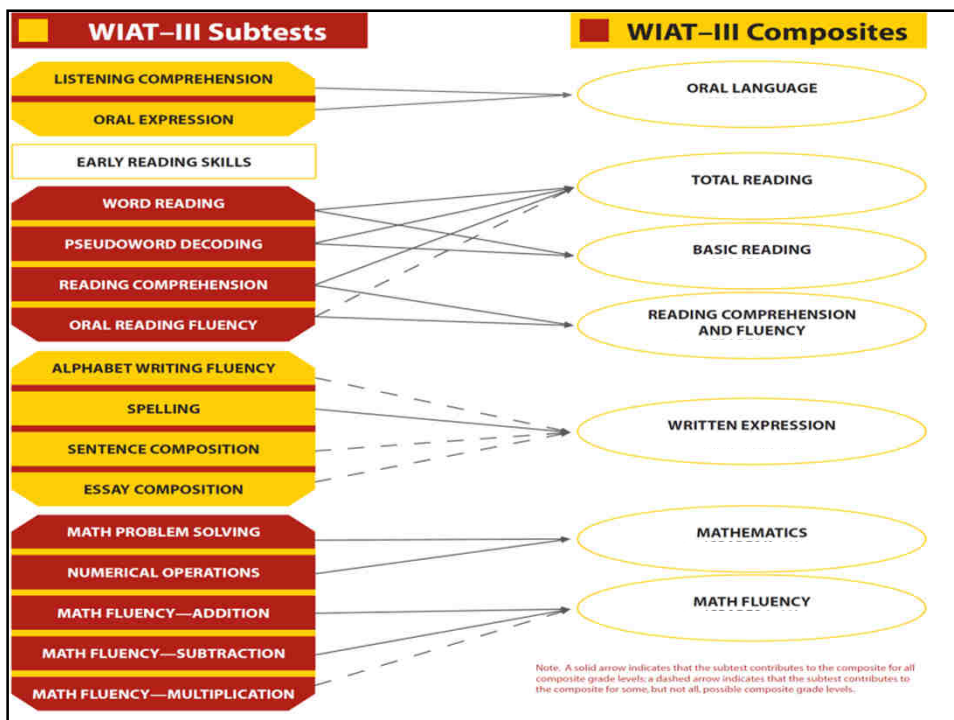 WIAT–III Subtests
LISTENING COMPREHENSION
ORAL EXPRESSION
EARLY READING SKILLS
WORD READING
PSEUDOWORD DECODING
READING COMPREHENSION
ORAL READING FLUENCY
ALPHABET WRITING FLUENCY
SPELLING
SENTENCE COMPOSITION
ESSAY COMPOSITION
MATH PROBLEM SOLVING
NUMERICAL OPERATIONS
MATH FLUENCY—ADDITION
MATH FLUENCY—SUBTRACTION
MATH FLUENCY—MULTIPLICATION
WIAT–III Composites
ORAL LANGUAGE
TOTAL READING
BASIC READING
READING COMPREHENSION
AND FLUENCY
WRITTEN EXPRESSION
MATHEMATICS
MATH FLUENCY
Note. A solid arrow indicates that the subtest contributes to the composite for all
composite grade levels; a dashed arrow indicates that the subtest contributes to
the composite for some, but not all, possible composite grade levels.